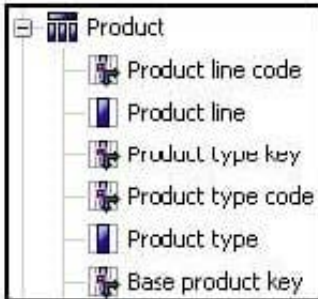 Product
Product line code
Product line
Product type key
Product type code
Product type
Base product key